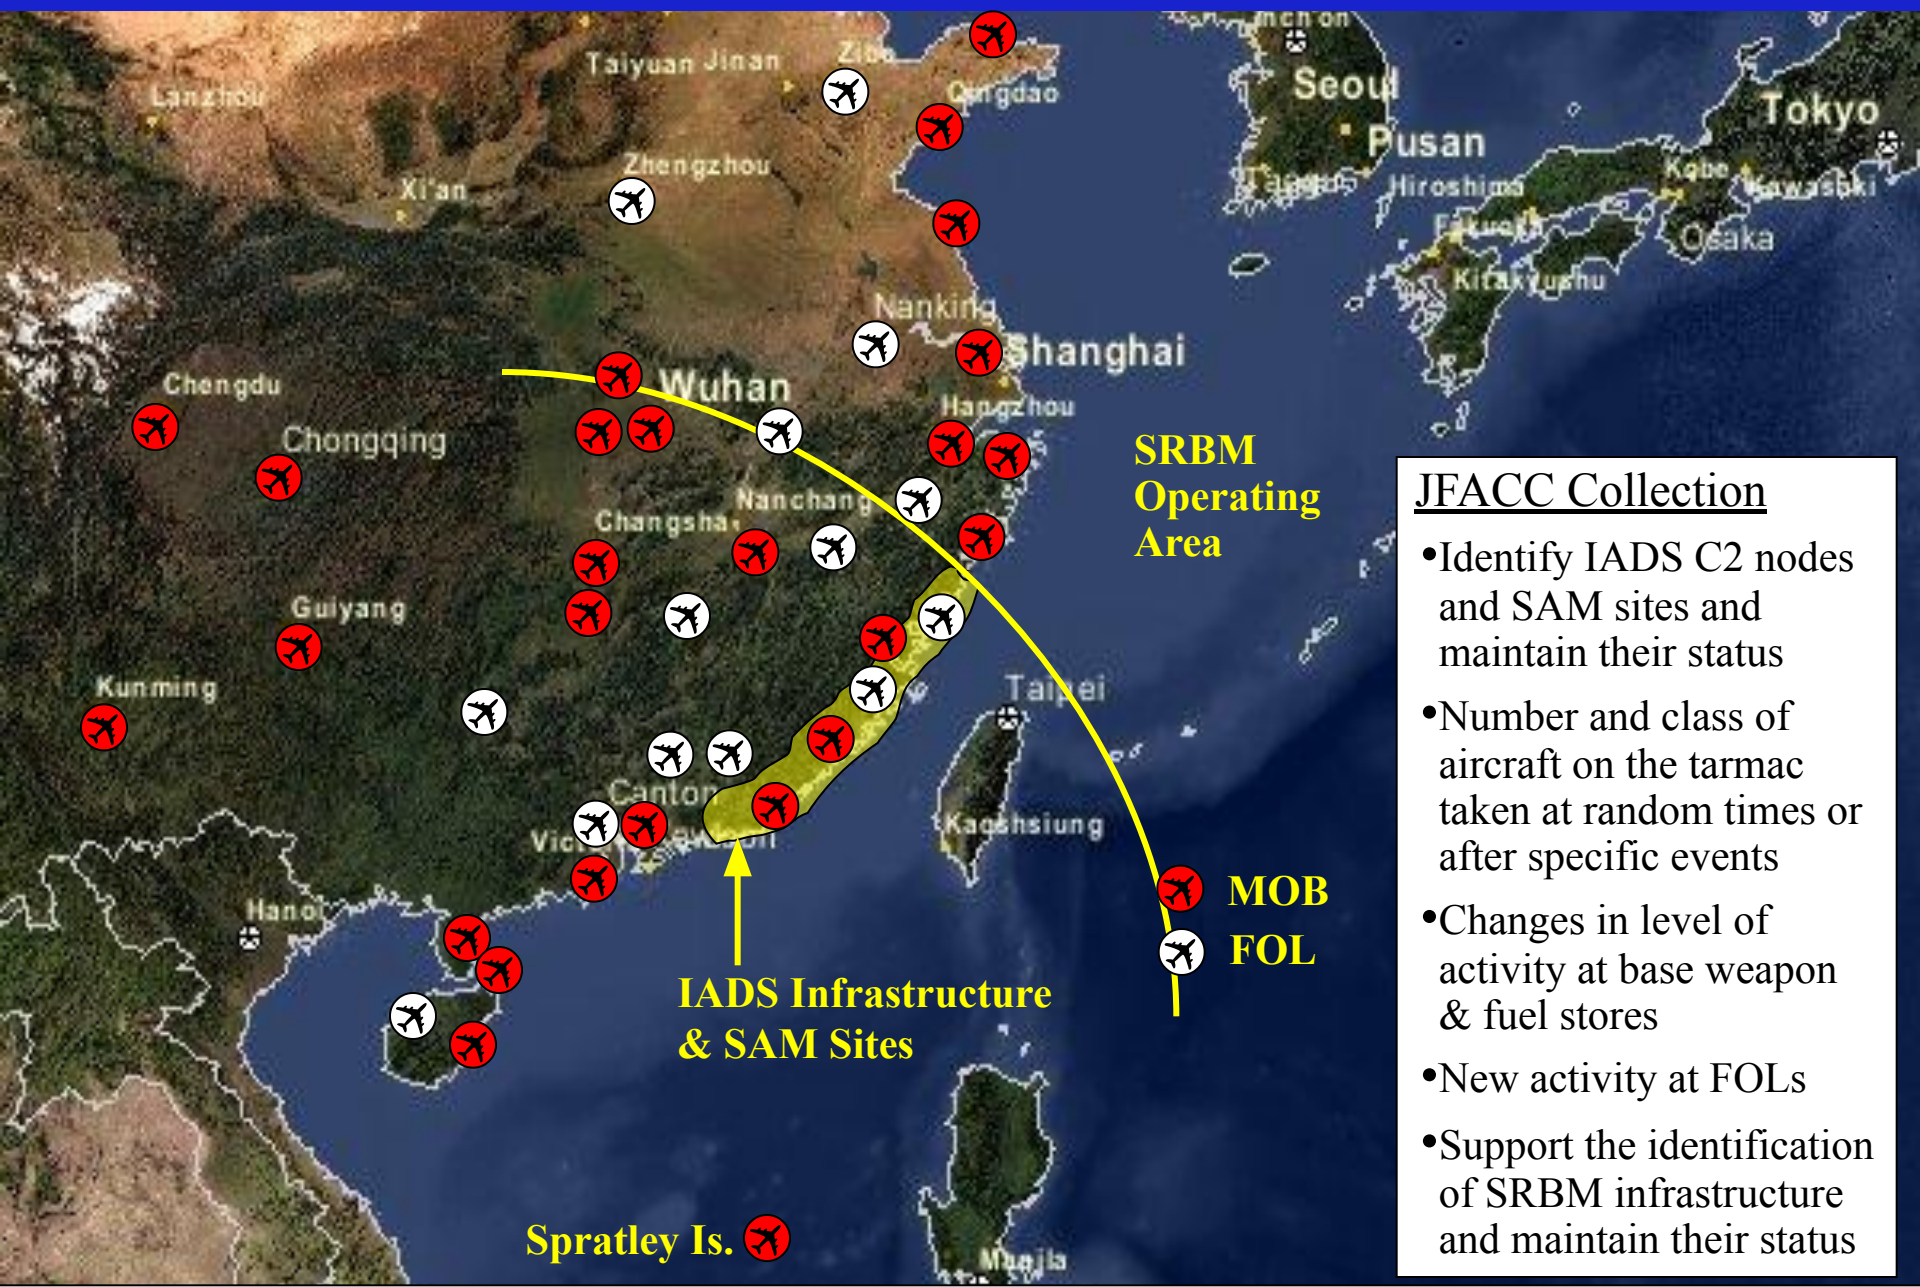 Inch'on
Taiyuan Jinan
Zibo
Seoul
Lanzhou
Qingdao
Tokyo
Pusan
Zhengzhou
Xi'an
Hiroshima
Kobe
Kawasaki
Osaka
Kitakyushu
Nanking
Shanghai
Chengdu
Wuhan
Hangzhou
Chongqing
SRBM
Operating
Area
Nanchang
Changsha
Guiyang
Kunming
Taipei
Canton
Kaohsiung
Hanoi
MOB
FOL
IADS Infrastructure
& SAM Sites
Spratley Is.
Manila
JFACC Collection
•Identify IADS C2 nodes
and SAM sites and
maintain their status
•Number and class of
aircraft on the tarmac
taken at random times or
after specific events
•Changes in level of
activity at base weapon
& fuel stores
•New activity at FOLs
•Support the identification
of SRBM infrastructure
and maintain their status